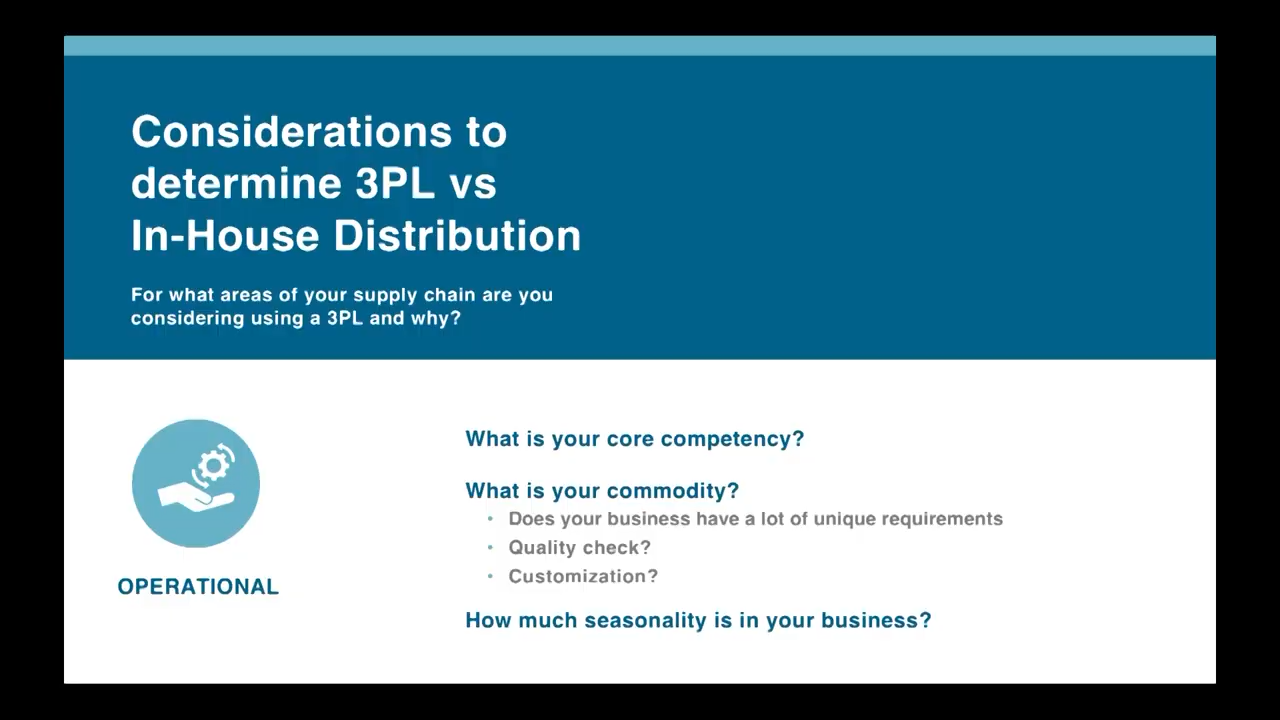 Considerations to
determine 3PL vs
In-House Distribution
For what areas of your supply chain are you
considering using a 3PL and why?
OPERATIONAL
What is your core competency?
What is your commodity?
• Does your business have a lot of unique requirements
• Quality check?
• Customization?
How much seasonality is in your business?